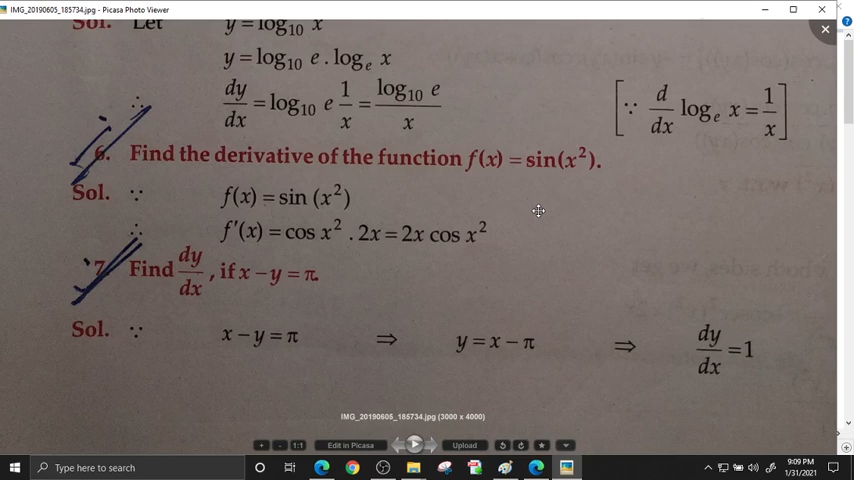 IMG_20190605_185734.jpg - Picasa Photo Viewer
Sol. Let y = log₁₀ x
y = log₁₀ e . logₑ x
∴ dy/dx = log₁₀ e 1/x = log₁₀ e / x [∵ d/dx logₑ x = 1/x]
6. Find the derivative of the function f(x) = sin(x²).
Sol. ∵ f(x) = sin (x²)
∴ f'(x) = cos x² . 2x = 2x cos x²
7. Find dy/dx, if x − y = π.
Sol. ∵ x − y = π ⇒ y = x − π ⇒ dy/dx = 1
IMG_20190605_185734.jpg (3000 x 4000)
1:1 Edit in Picasa Upload
Type here to search
9:09 PM
1/31/2021